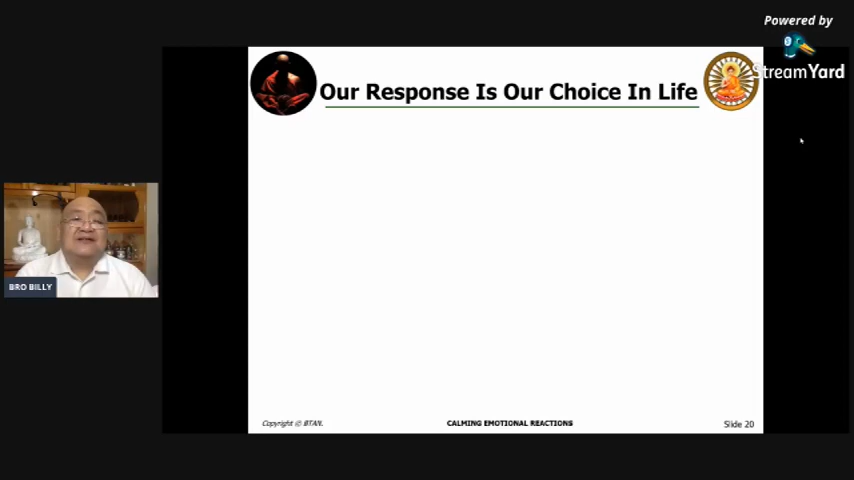 Powered by
StreamYard
Our Response Is Our Choice In Life
BRO BILLY
Copyright © BTAN.
CALMING EMOTIONAL REACTIONS
Slide 20